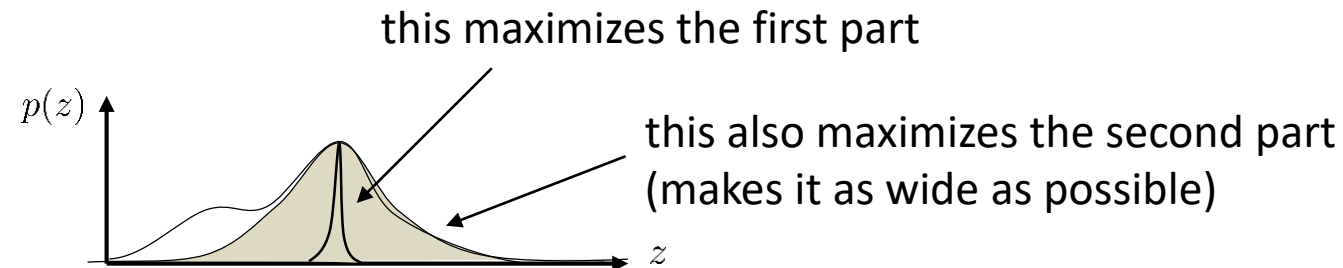 this maximizes the first part
p(z)
this also maximizes the second part
(makes it as wide as possible)
z